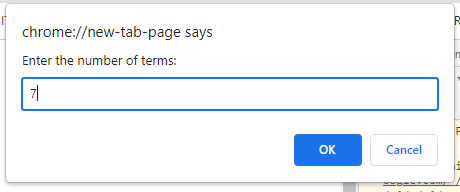 chrome://new-tab-page says
Enter the number of terms:
7
OK
Cancel